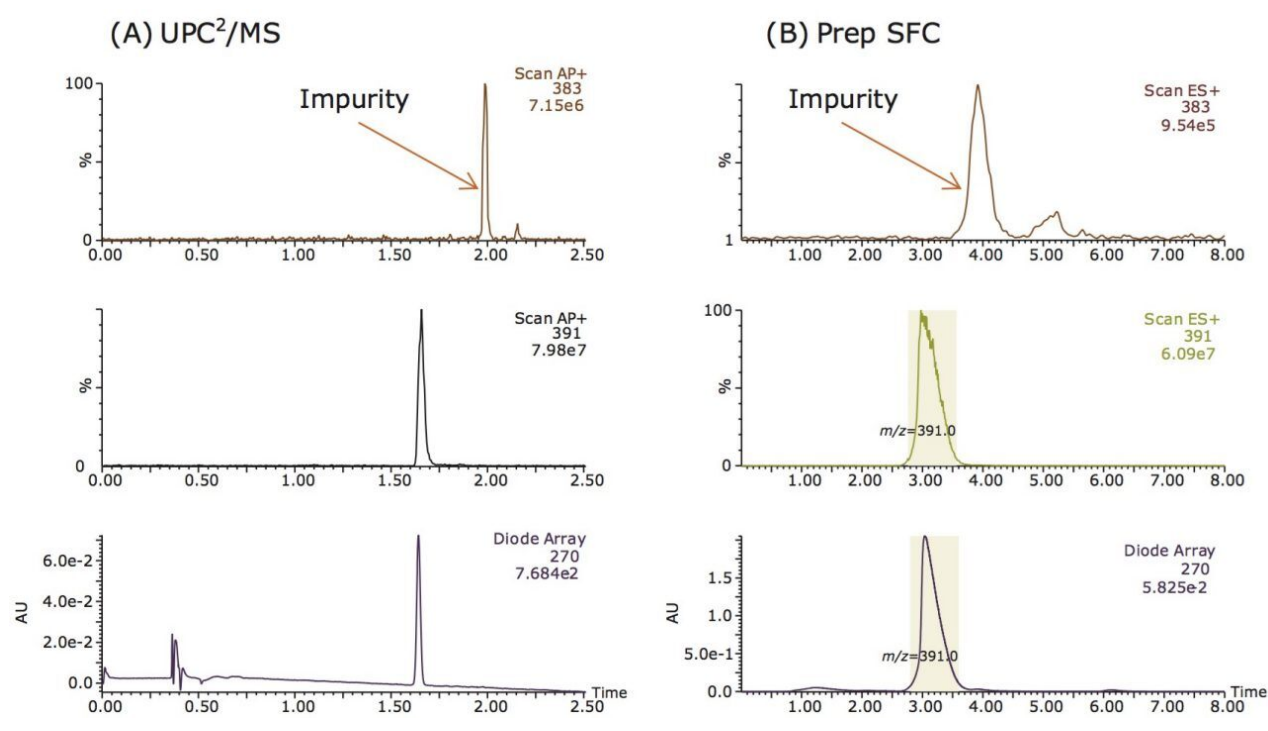 (A) UPC²/MS
Scan AP+
383
7.15e6
Impurity
100
%
0
0.00 0.50 1.00 1.50 2.00 2.50
Scan AP+
391
7.98e7
%
0
0.00 0.50 1.00 1.50 2.00 2.50
Diode Array
270
7.684e2
6.0e-2
4.0e-2
2.0e-2
0.0
AU
Time
0.00 0.50 1.00 1.50 2.00 2.50
(B) Prep SFC
Scan ES+
383
9.54e5
Impurity
%
1
1.00 2.00 3.00 4.00 5.00 6.00 7.00 8.00
Scan ES+
391
6.09e7
100
%
m/z=391.0
0
1.00 2.00 3.00 4.00 5.00 6.00 7.00 8.00
Diode Array
270
5.825e-2
1.5
1.0
5.0e-1
0.0
AU
m/z=391.0
Time
1.00 2.00 3.00 4.00 5.00 6.00 7.00 8.00